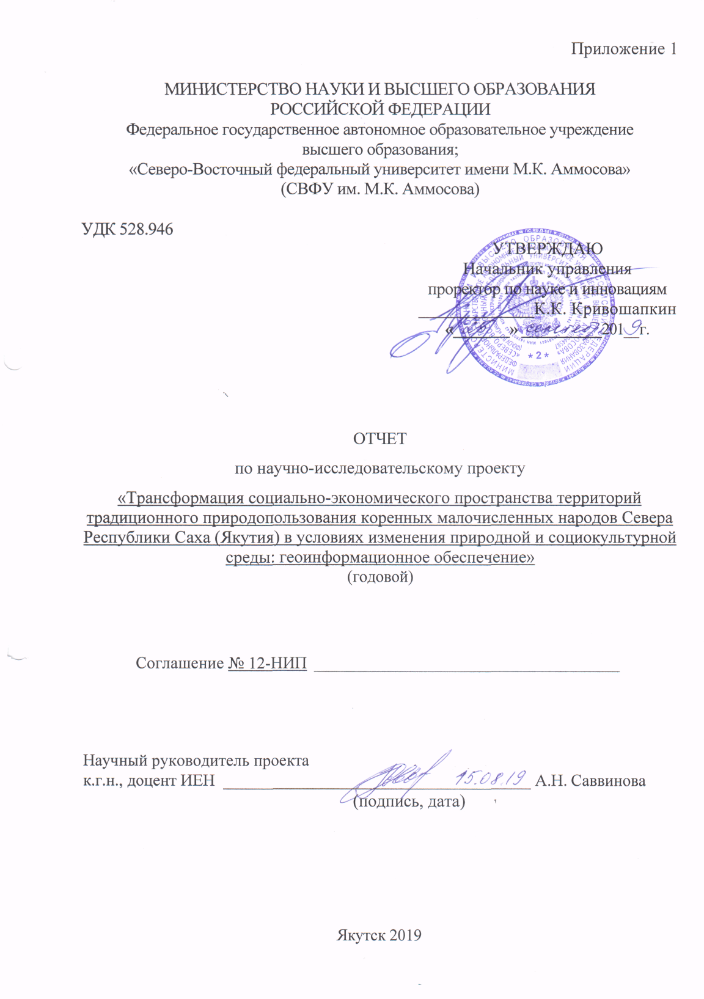 Приложение 1
МИНИСТЕРСТВО НАУКИ И ВЫСШЕГО ОБРАЗОВАНИЯ
РОССИЙСКОЙ ФЕДЕРАЦИИ
Федеральное государственное автономное образовательное учреждение
высшего образования;
«Северо-Восточный федеральный университет имени М.К. Аммосова»
(СВФУ им. М.К. Аммосова)
УДК 528.946
УТВЕРЖДАЮ
Начальник управления
проректор по науке и инновациям
К.К. Кривошапкин
« » сентября 2019 г.
* 2 *
ОТЧЕТ
по научно-исследовательскому проекту
«Трансформация социально-экономического пространства территорий
традиционного природопользования коренных малочисленных народов Севера
Республики Саха (Якутия) в условиях изменения природной и социокультурной
среды: геоинформационное обеспечение»
(годовой)
Соглашение № 12-НИП
Научный руководитель проекта
к.г.н., доцент ИЕН 15.08.19 А.Н. Саввинова
(подпись, дата)
Якутск 2019